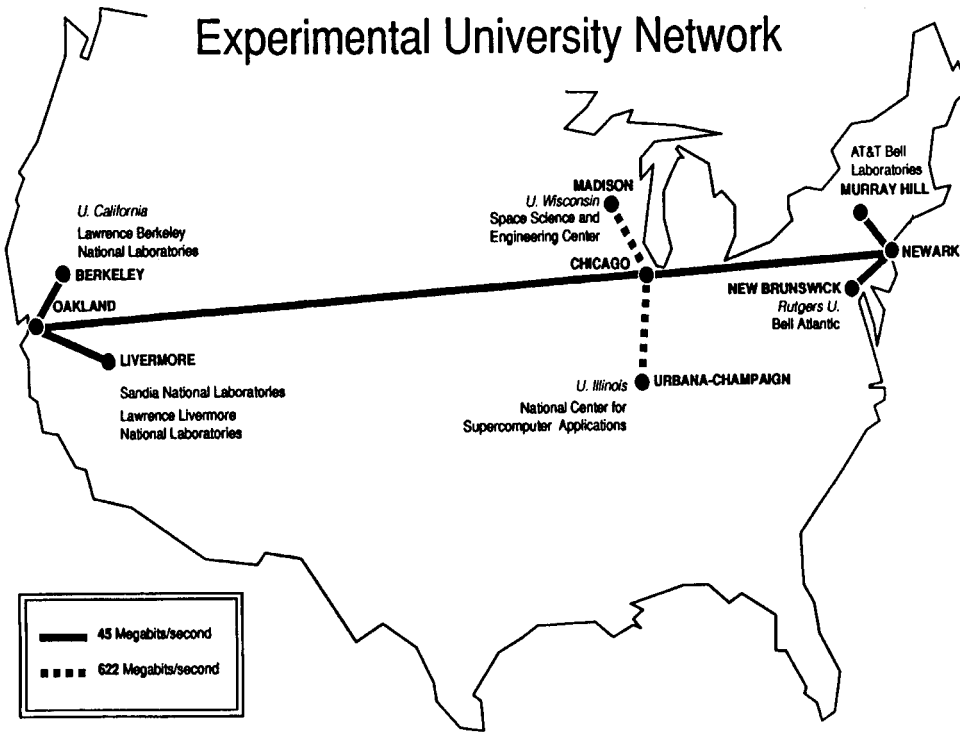 Experimental University Network
AT&T Bell
Laboratories
MURRAY HILL
MADISON
U. Wisconsin
Space Science and
Engineering Center
U. California
Lawrence Berkeley
National Laboratories
BERKELEY
CHICAGO
NEWARK
NEW BRUNSWICK
Rutgers U.
Bell Atlantic
OAKLAND
LIVERMORE
Sandia National Laboratories
Lawrence Livermore
National Laboratories
U. Illinois
URBANA-CHAMPAIGN
National Center for
Supercomputer Applications
45 Megabits/second
622 Megabits/second